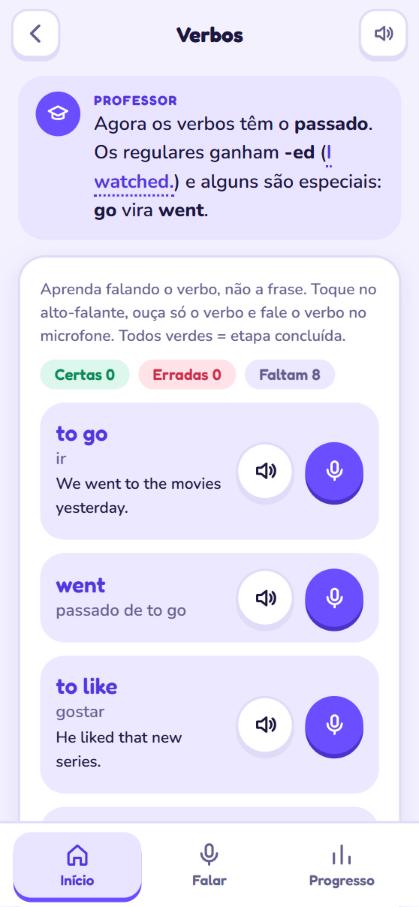 Verbos
PROFESSOR
Agora os verbos têm o passado.
Os regulares ganham -ed (I
watched.) e alguns são especiais:
go vira went.
Aprenda falando o verbo, não a frase. Toque no
alto-falante, ouça só o verbo e fale o verbo no
microfone. Todos verdes = etapa concluída.
Certas 0 Erradas 0 Faltam 8
to go
ir
We went to the movies
yesterday.
went
passado de to go
to like
gostar
He liked that new
series.
Início Falar Progresso